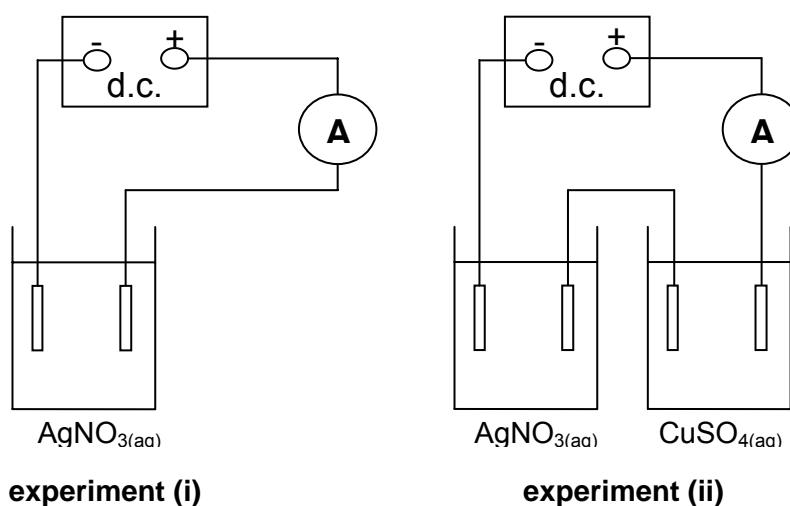 - +
d.c.
A
AgNO3(aq)
experiment (i)
- +
d.c.
A
AgNO3(aq) CuSO4(aq)
experiment (ii)